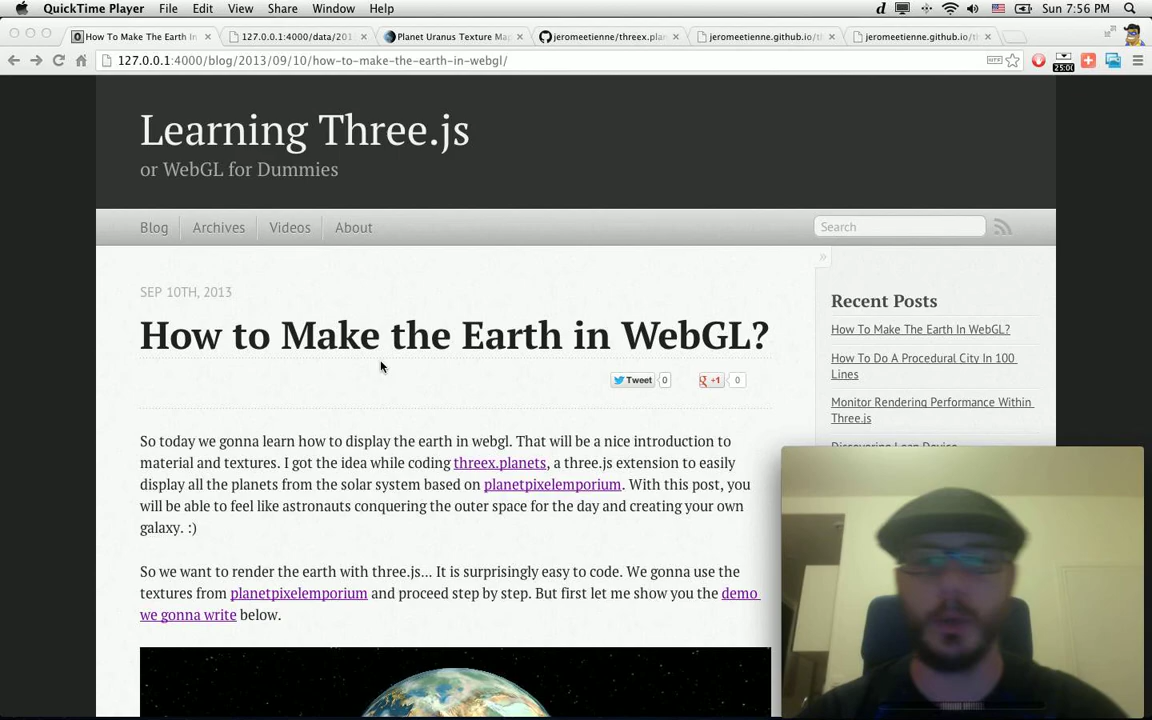 QuickTime Player File Edit View Share Window Help
d Sun 7:56 PM
How To Make The Earth In
127.0.0.1:4000/data/201
Planet Uranus Texture Ma
jeromeetienne/threex.plan
jeromeetienne.github.io/th
jeromeetienne.github.io/th
127.0.0.1:4000/blog/2013/09/10/how-to-make-the-earth-in-webgl/
25:00
Learning Three.js
or WebGL for Dummies
Blog Archives Videos About
Search
»
SEP 10TH, 2013
How to Make the Earth in WebGL?
Tweet 0
+1 0
So today we gonna learn how to display the earth in webgl. That will be a nice introduction to
material and textures. I got the idea while coding threex.planets, a three.js extension to easily
display all the planets from the solar system based on planetpixelemporium. With this post, you
will be able to feel like astronauts conquering the outer space for the day and creating your own
galaxy. :)
So we want to render the earth with three.js... It is surprisingly easy to code. We gonna use the
textures from planetpixelemporium and proceed step by step. But first let me show you the demo
we gonna write below.
Recent Posts
How To Make The Earth In WebGL?
How To Do A Procedural City In 100
Lines
Monitor Rendering Performance Within
Three.js
Discovering Leap Device